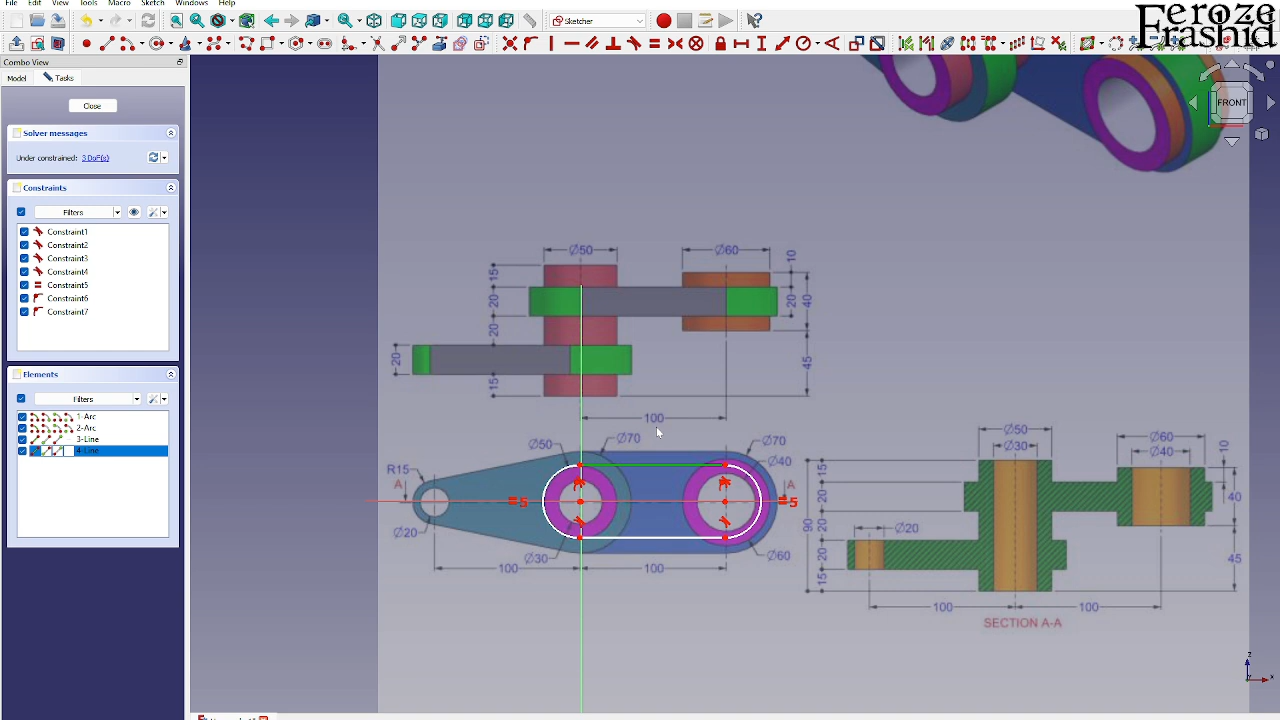 File Edit View Tools Macro Sketch Help Windows Help
Feroze
Frashid
Sketcher
Combo View
Model Tasks
Close
Solver messages
Under constrained: 3 DoF(s)
Constraints
Filters
Constraint1
Constraint2
Constraint3
Constraint4
Constraint5
Constraint6
Constraint7
Elements
Filters
1-Arc
2-Arc
3-Line
4-Line
FRONT
Ø50
Ø60
10
15
20
20
40
20
20
45
15
100
Ø50
Ø70
Ø70
R15
A
Ø40
A
5
5
Ø20
Ø30
Ø60
100
100
Ø50
Ø30
Ø60
Ø40
10
15
20
40
90
20
Ø20
20
45
15
100
100
SECTION A-A
z
x